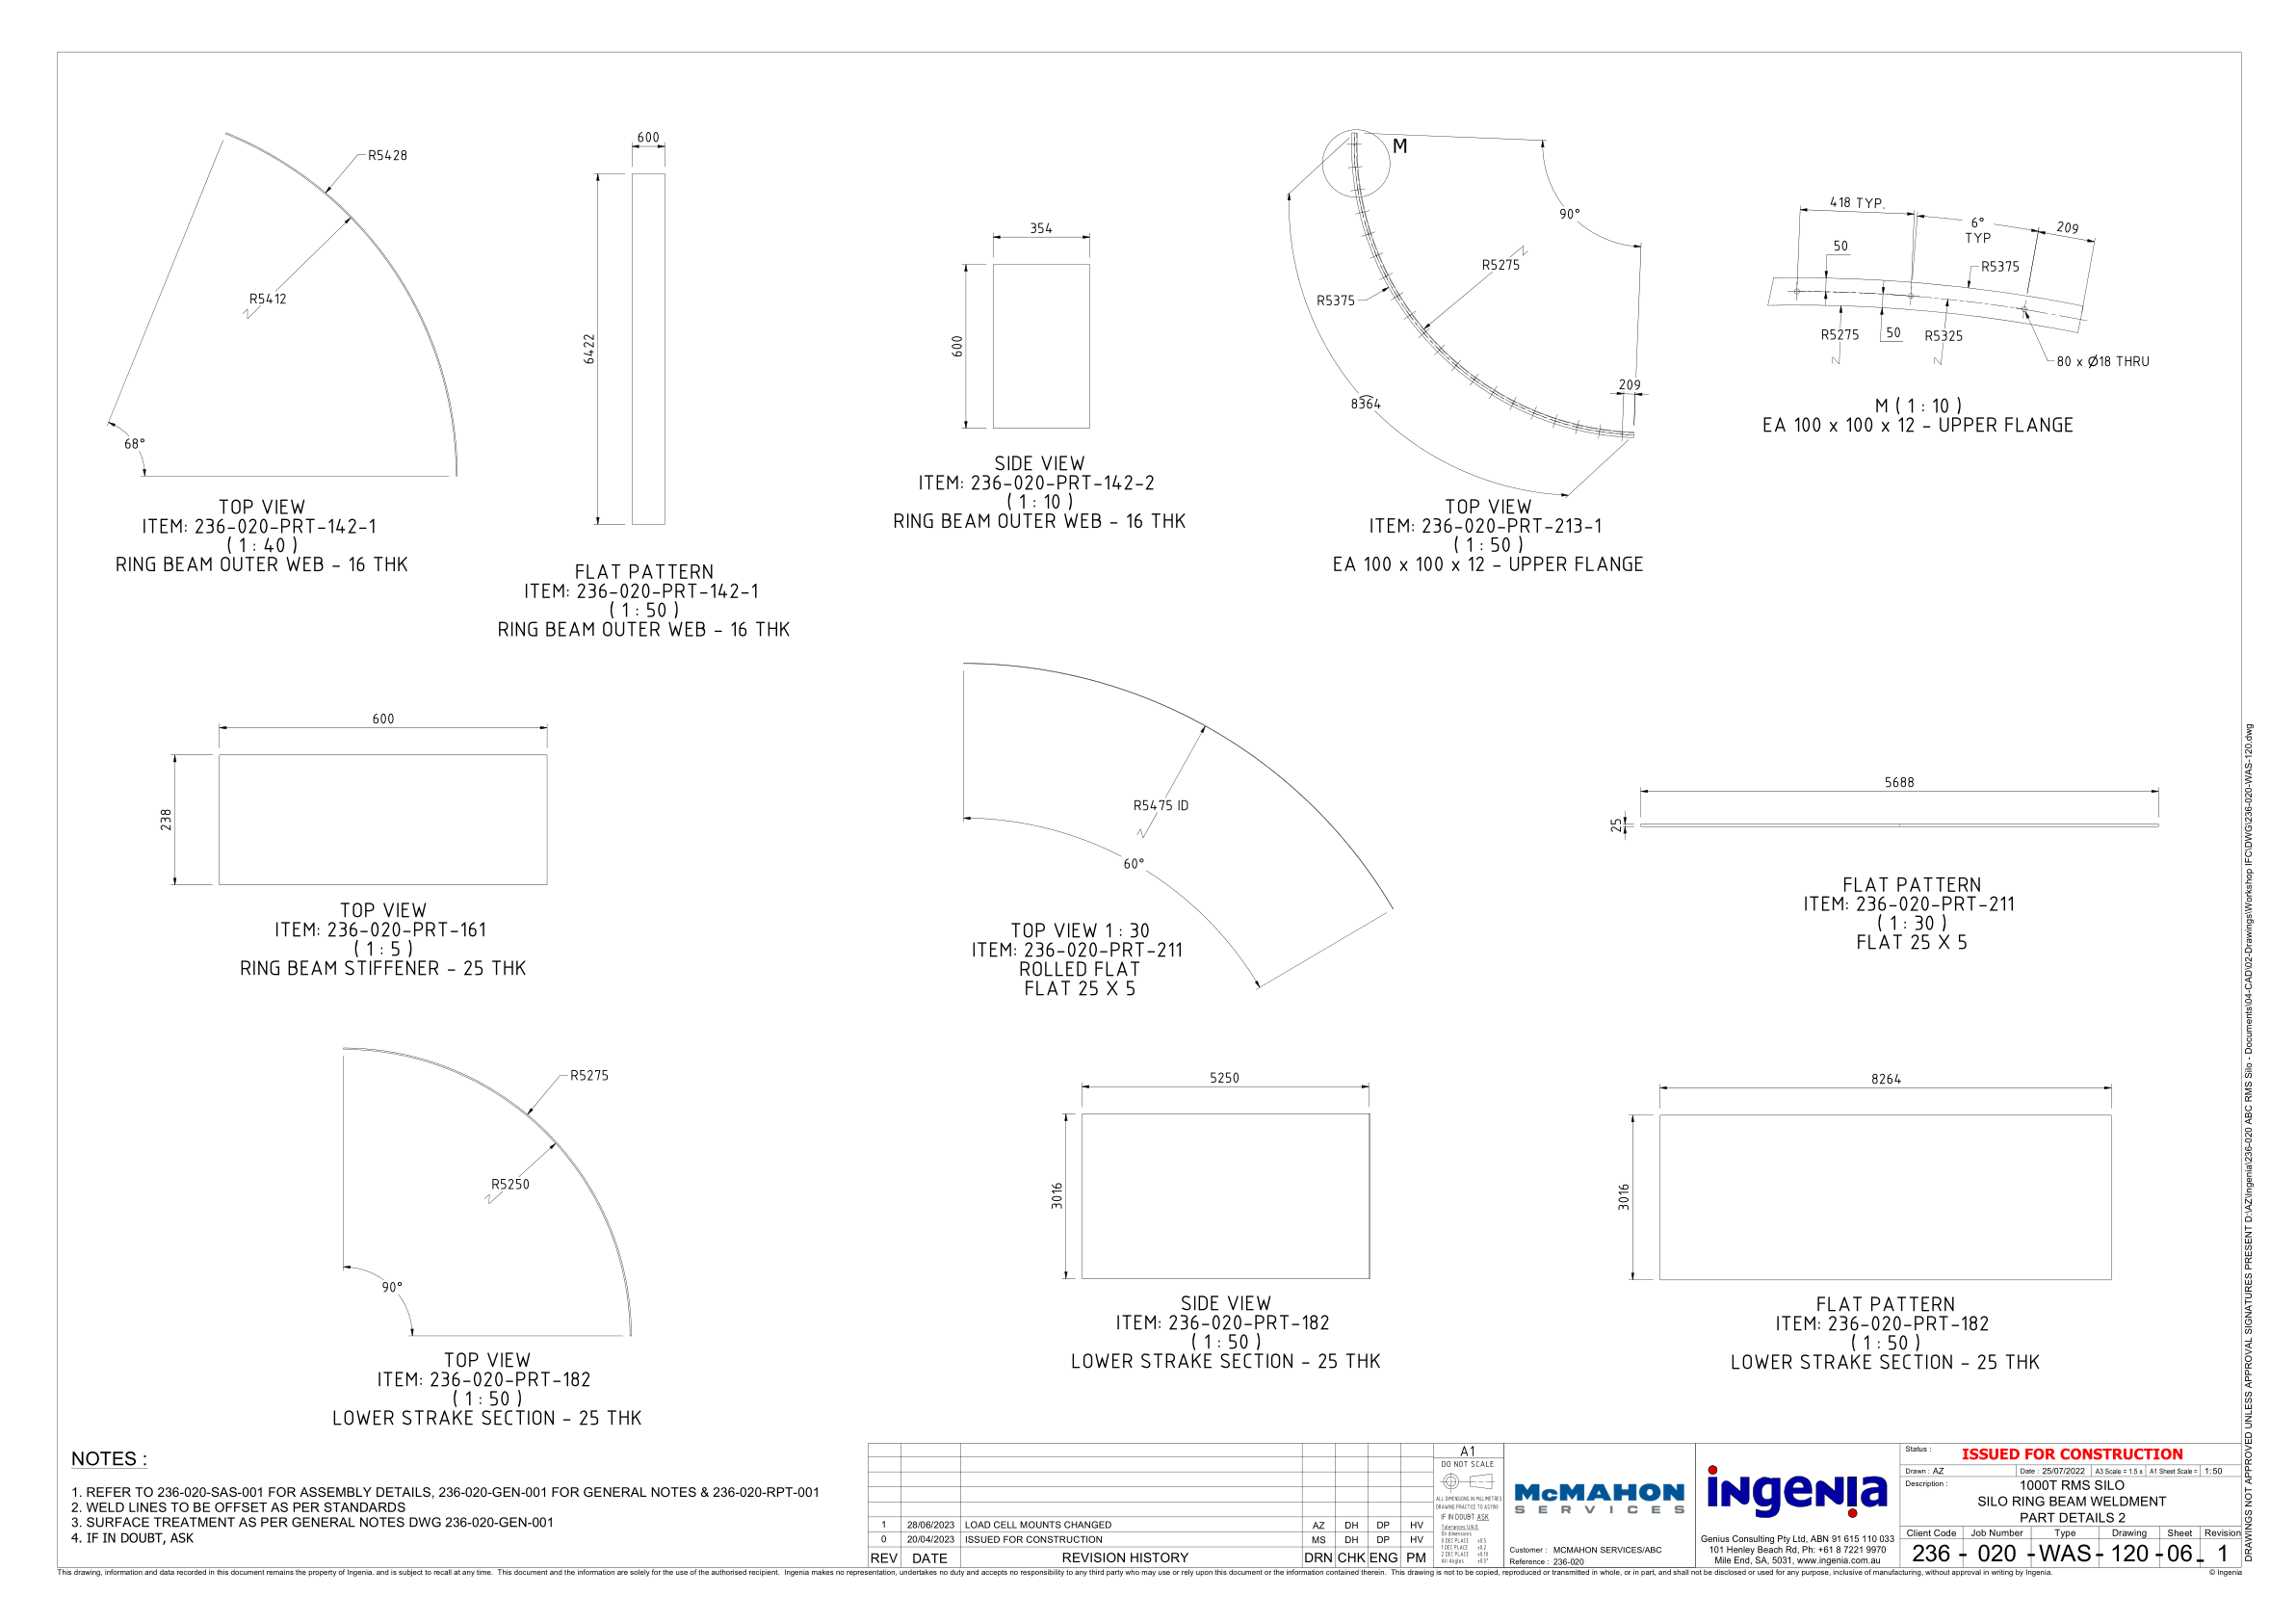 R5428
R5412
68°
TOP VIEW
ITEM: 236-020-PRT-142-1
( 1 : 40 )
RING BEAM OUTER WEB - 16 THK
600
6422
FLAT PATTERN
ITEM: 236-020-PRT-142-1
( 1 : 50 )
RING BEAM OUTER WEB - 16 THK
354
600
SIDE VIEW
ITEM: 236-020-PRT-142-2
( 1 : 10 )
RING BEAM OUTER WEB - 16 THK
M
90°
R5275
R5375
209
8364
TOP VIEW
ITEM: 236-020-PRT-213-1
( 1 : 50 )
EA 100 x 100 x 12 - UPPER FLANGE
418 TYP.
6°
TYP
209
50
R5375
R5275
50
R5325
80 x Ø18 THRU
M ( 1 : 10 )
EA 100 x 100 x 12 - UPPER FLANGE
600
238
TOP VIEW
ITEM: 236-020-PRT-161
( 1 : 5 )
RING BEAM STIFFENER - 25 THK
R5475 ID
60°
TOP VIEW 1 : 30
ITEM: 236-020-PRT-211
ROLLED FLAT
FLAT 25 X 5
5688
25
FLAT PATTERN
ITEM: 236-020-PRT-211
( 1 : 30 )
FLAT 25 X 5
R5275
R5250
90°
TOP VIEW
ITEM: 236-020-PRT-182
( 1 : 50 )
LOWER STRAKE SECTION - 25 THK
5250
3016
SIDE VIEW
ITEM: 236-020-PRT-182
( 1 : 50 )
LOWER STRAKE SECTION - 25 THK
8264
3016
FLAT PATTERN
ITEM: 236-020-PRT-182
( 1 : 50 )
LOWER STRAKE SECTION - 25 THK
NOTES :
1. REFER TO 236-020-SAS-001 FOR ASSEMBLY DETAILS, 236-020-GEN-001 FOR GENERAL NOTES & 236-020-RPT-001
2. WELD LINES TO BE OFFSET AS PER STANDARDS
3. SURFACE TREATMENT AS PER GENERAL NOTES DWG 236-020-GEN-001
4. IF IN DOUBT, ASK
1 28/06/2023 LOAD CELL MOUNTS CHANGED AZ DH DP HV
0 20/04/2023 ISSUED FOR CONSTRUCTION MS DH DP HV
REV DATE REVISION HISTORY DRN CHK ENG PM
A1
DO NOT SCALE
ALL DIMENSIONS IN MILLIMETRES
DRAWING PRACTICE TO AS1100
IF IN DOUBT ASK
Tolerances U.N.O.
On dimensions
0 DEC PLACE ±0.5
1 DEC PLACE ±0.2
2 DEC PLACE ±0.10
All Angles ±0.5°
McMAHON
SERVICES
Customer : MCMAHON SERVICES/ABC
Reference : 236-020
ingenia
Genius Consulting Pty Ltd, ABN 91 615 110 033
101 Henley Beach Rd, Ph: +61 8 7221 9970
Mile End, SA, 5031, www.ingenia.com.au
Status : ISSUED FOR CONSTRUCTION
Drawn : AZ Date : 25/07/2022 A3 Scale = 1.5 x A1 Sheet Scale = 1:50
Description : 1000T RMS SILO
SILO RING BEAM WELDMENT
PART DETAILS 2
Client Code Job Number Type Drawing Sheet Revision
236 - 020 - WAS - 120 - 06 - 1
This drawing, information and data recorded in this document remains the property of Ingenia. and is subject to recall at any time. This document and the information are solely for the use of the authorised recipient. Ingenia makes no representation, undertakes no duty and accepts no responsibility to any third party who may use or rely upon this document or the information contained therein. This drawing is not to be copied, reproduced or transmitted in whole, or in part, and shall not be disclosed or used for any purpose, inclusive of manufacturing, without approval in writing by Ingenia.
© Ingenia
DRAWINGS NOT APPROVED UNLESS APPROVAL SIGNATURES PRESENT D:\AZ\Ingenia\236-020 ABC RMS Silo - Documents\04-CAD\02-Drawings\Workshop IFC\DWG\236-020-WAS-120.dwg